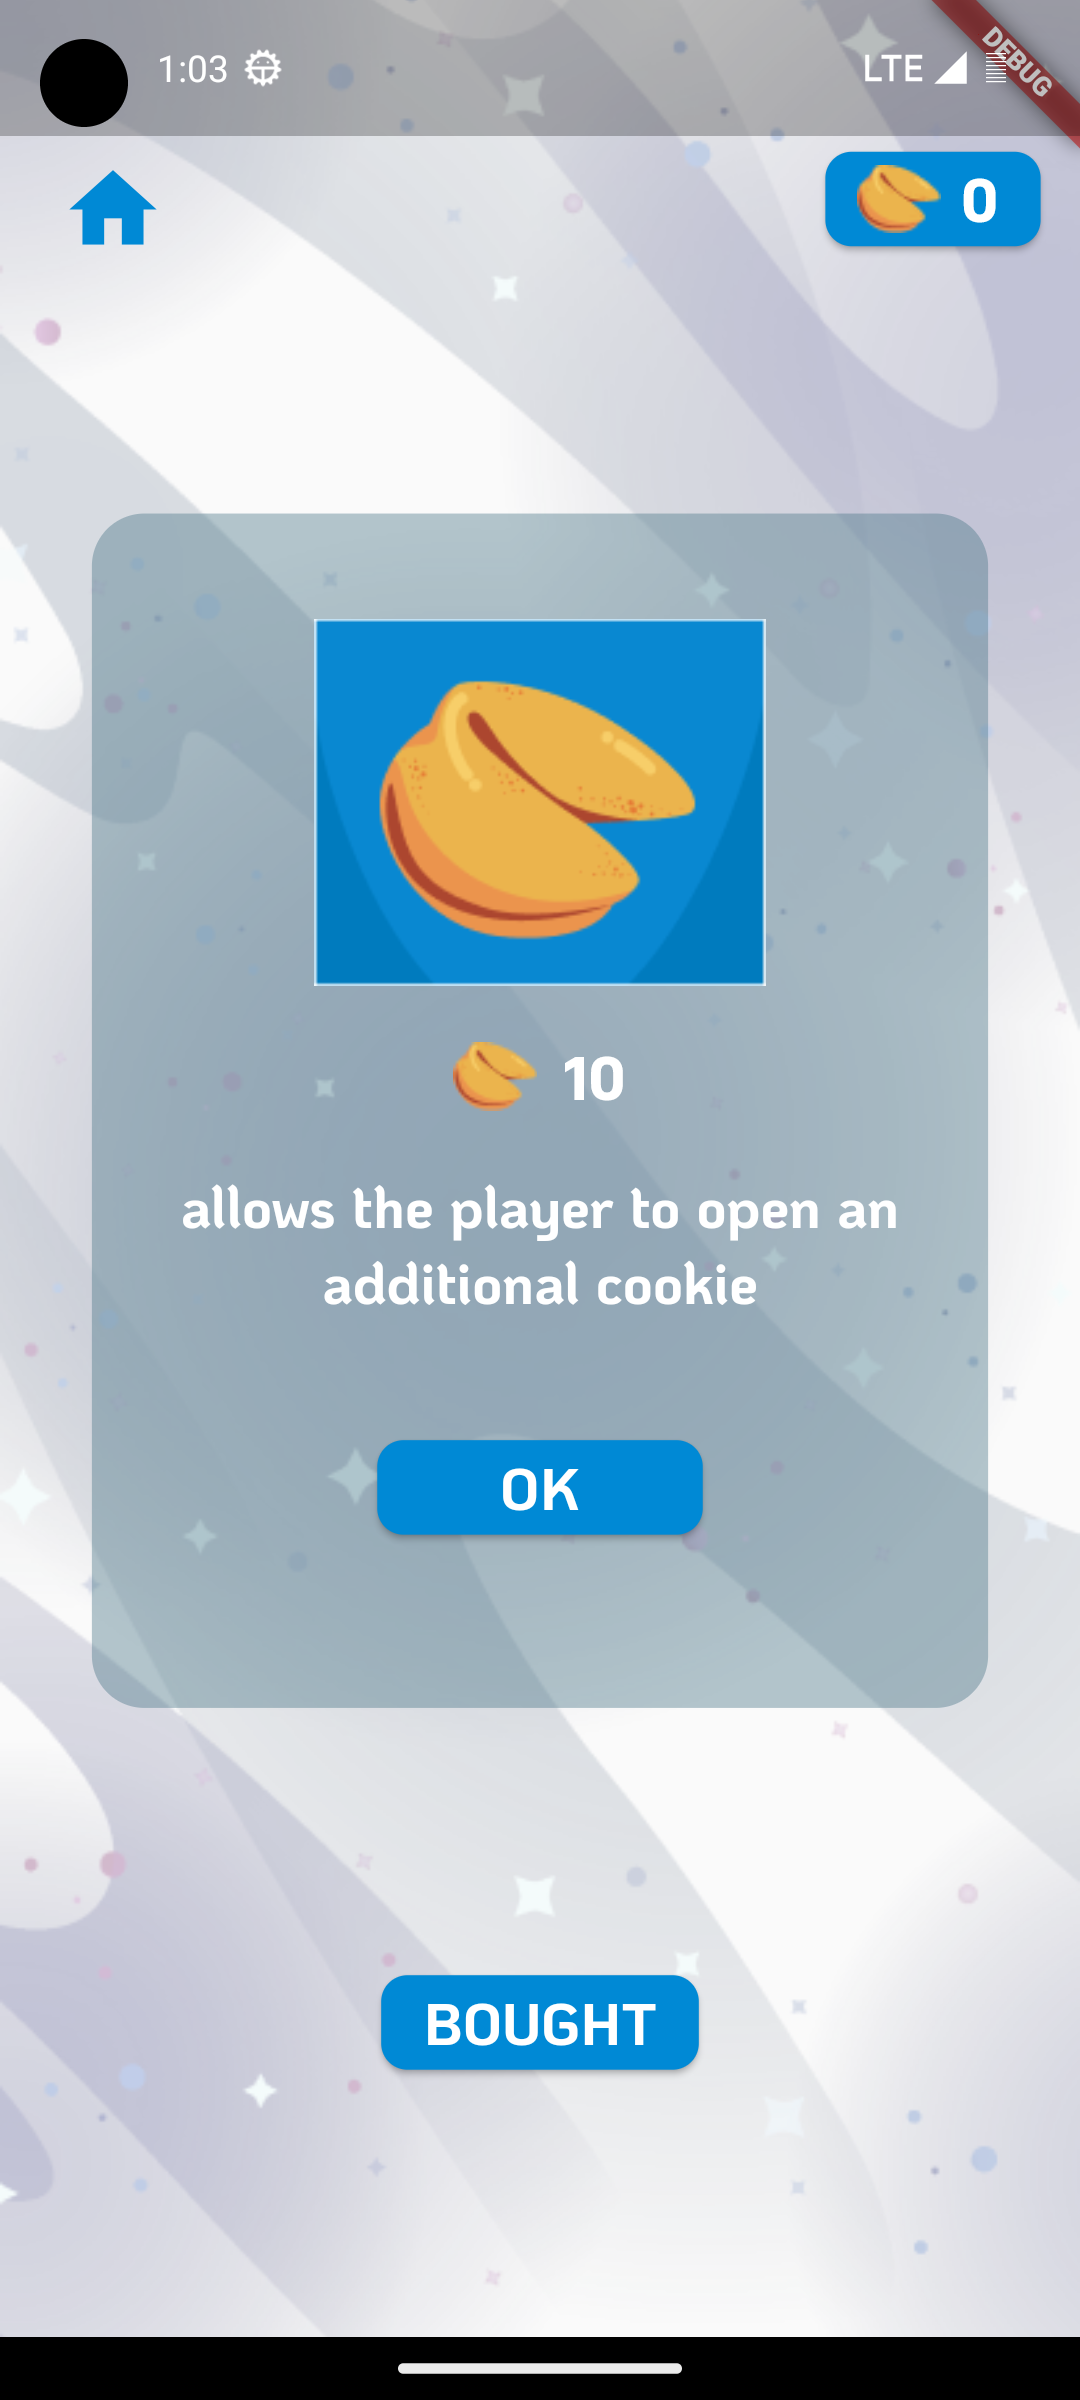 1:03
LTE
DEBUG
0
10
allows the player to open an
additional cookie
OK
BOUGHT